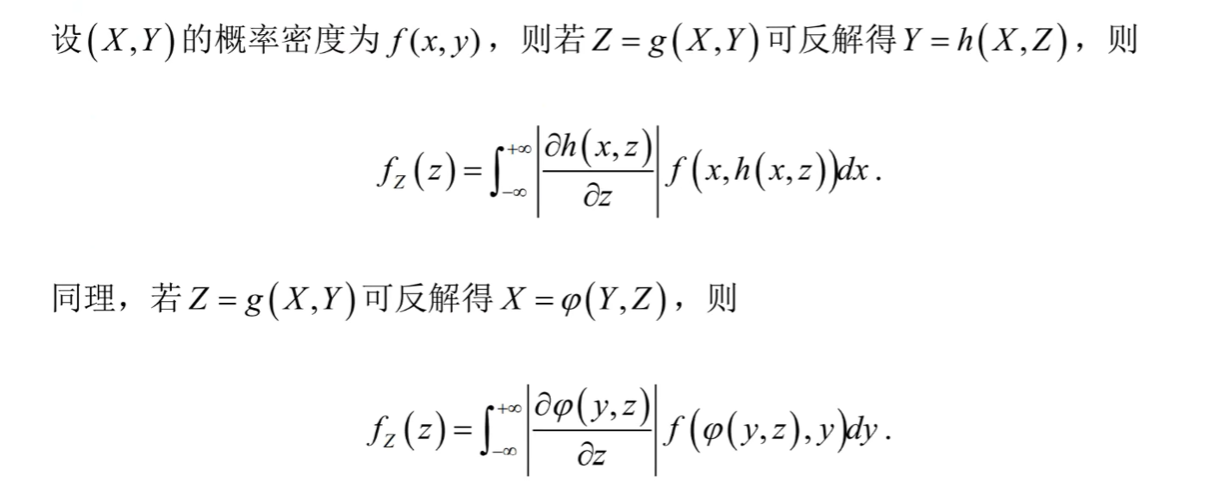 设(X,Y)的概率密度为f(x,y)，则若Z=g(X,Y)可反解得Y=h(X,Z)，则
f_Z(z)=∫_{-∞}^{+∞}|∂h(x,z)/∂z|f(x,h(x,z))dx.
同理，若Z=g(X,Y)可反解得X=φ(Y,Z)，则
f_Z(z)=∫_{-∞}^{+∞}|∂φ(y,z)/∂z|f(φ(y,z),y)dy.